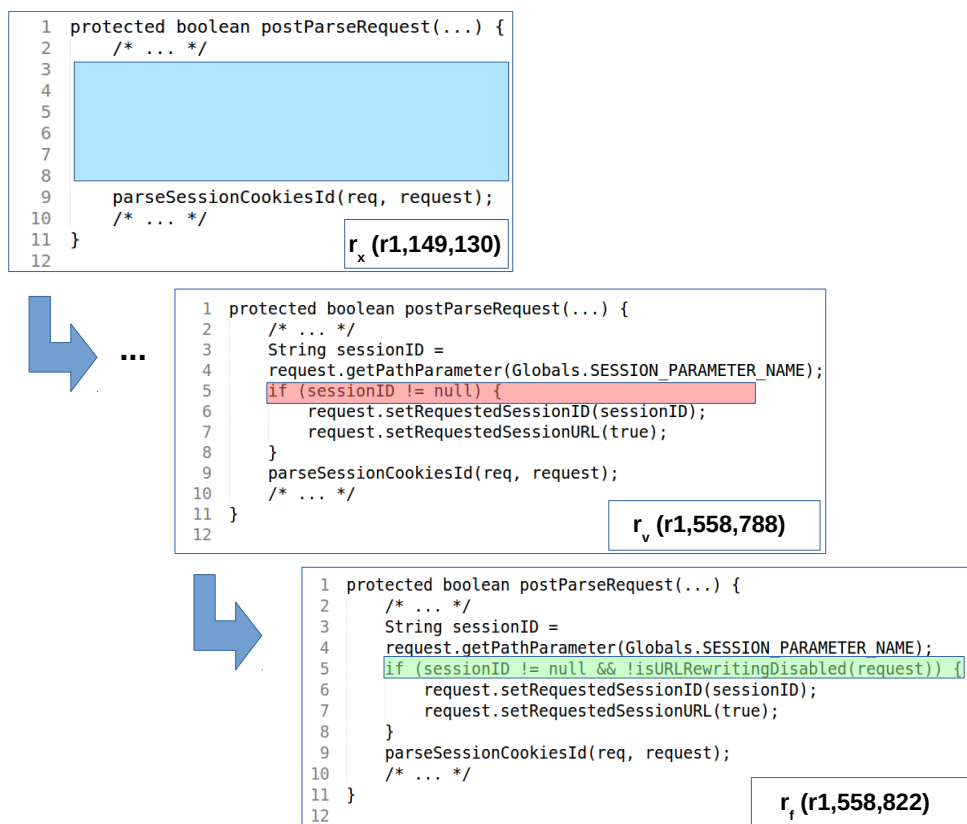 1 protected boolean postParseRequest(...) {
2 /* ... */
3
4
5
6
7
8
9 parseSessionCookiesId(req, request);
10 /* ... */
11 }
12
r_x (r1,149,130)
...
1 protected boolean postParseRequest(...) {
2 /* ... */
3 String sessionID =
4 request.getPathParameter(Globals.SESSION_PARAMETER_NAME);
5 if (sessionID != null) {
6 request.setRequestedSessionID(sessionID);
7 request.setRequestedSessionURL(true);
8 }
9 parseSessionCookiesId(req, request);
10 /* ... */
11 }
12
r_v (r1,558,788)
1 protected boolean postParseRequest(...) {
2 /* ... */
3 String sessionID =
4 request.getPathParameter(Globals.SESSION_PARAMETER_NAME);
5 if (sessionID != null && !isURLRewritingDisabled(request)) {
6 request.setRequestedSessionID(sessionID);
7 request.setRequestedSessionURL(true);
8 }
9 parseSessionCookiesId(req, request);
10 /* ... */
11 }
12
r_f (r1,558,822)